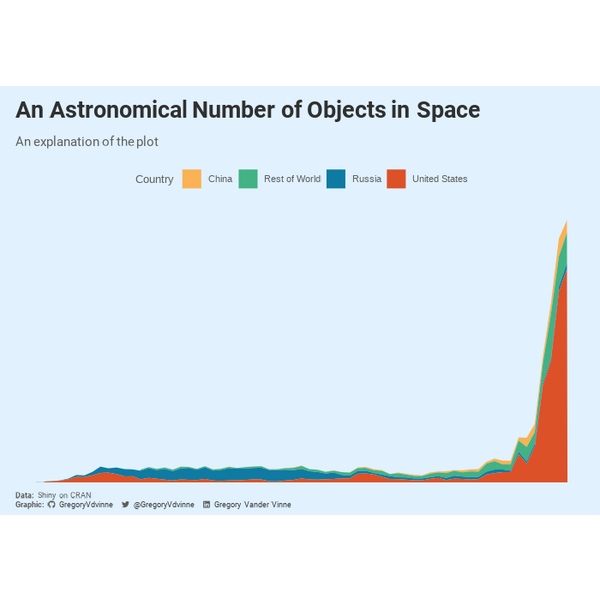 An Astronomical Number of Objects in Space
An explanation of the plot
Country China Rest of World Russia United States
Data: Shiny on CRAN
Graphic: GregoryVdvinne @GregoryVdvinne Gregory Vander Vinne